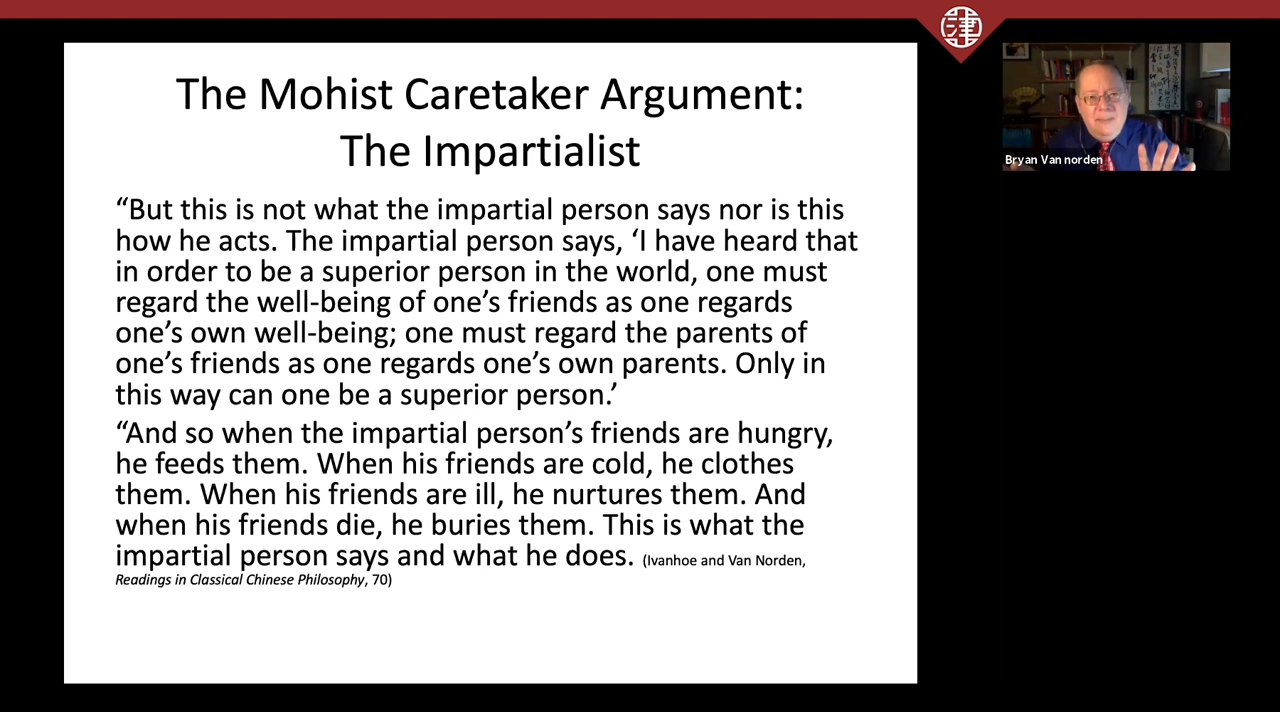 The Mohist Caretaker Argument:
The Impartialist
“But this is not what the impartial person says nor is this
how he acts. The impartial person says, ‘I have heard that
in order to be a superior person in the world, one must
regard the well-being of one’s friends as one regards
one’s own well-being; one must regard the parents of
one’s friends as one regards one’s own parents. Only in
this way can one be a superior person.’
“And so when the impartial person’s friends are hungry,
he feeds them. When his friends are cold, he clothes
them. When his friends are ill, he nurtures them. And
when his friends die, he buries them. This is what the
impartial person says and what he does. (Ivanhoe and Van Norden,
Readings in Classical Chinese Philosophy, 70)
Bryan Van norden